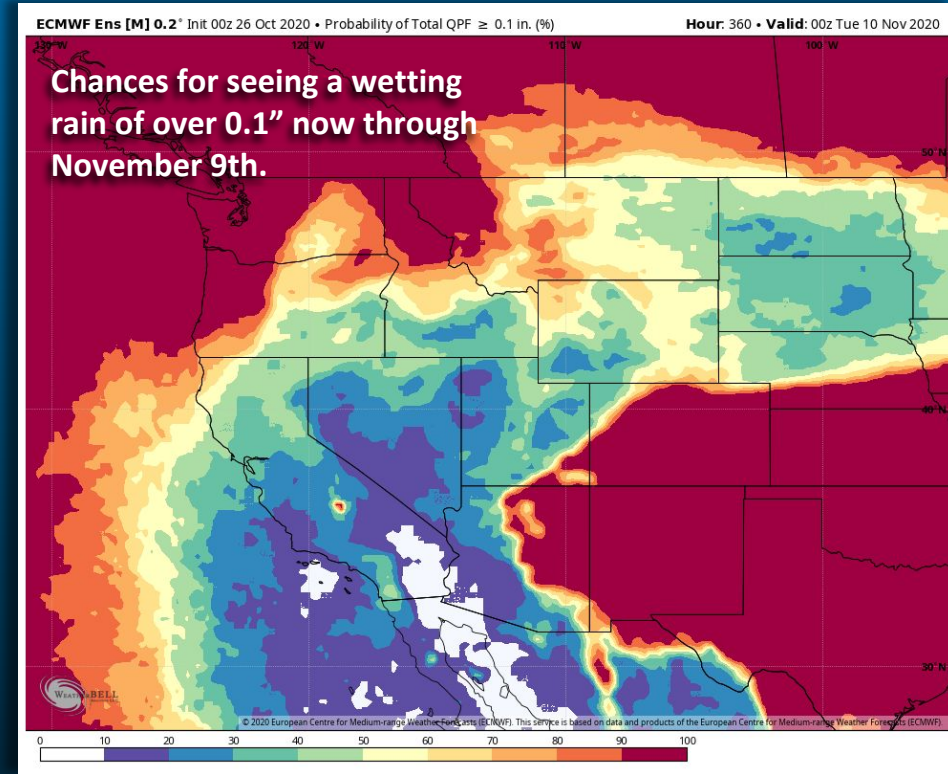 ECMWF Ens [M] 0.2° Init 00z 26 Oct 2020 • Probability of Total QPF ≥ 0.1 in. (%)
Hour: 360 • Valid: 00z Tue 10 Nov 2020
130°W 120°W 110°W 100°W
Chances for seeing a wetting
rain of over 0.1” now through
November 9th.
50°N
40°N
30°N
WEATHERBELL
© 2020 European Centre for Medium-range Weather Forecasts (ECMWF). This service is based on data and products of the European Centre for Medium-range Weather Forecasts (ECMWF).
0 10 20 30 40 50 60 70 80 90 100